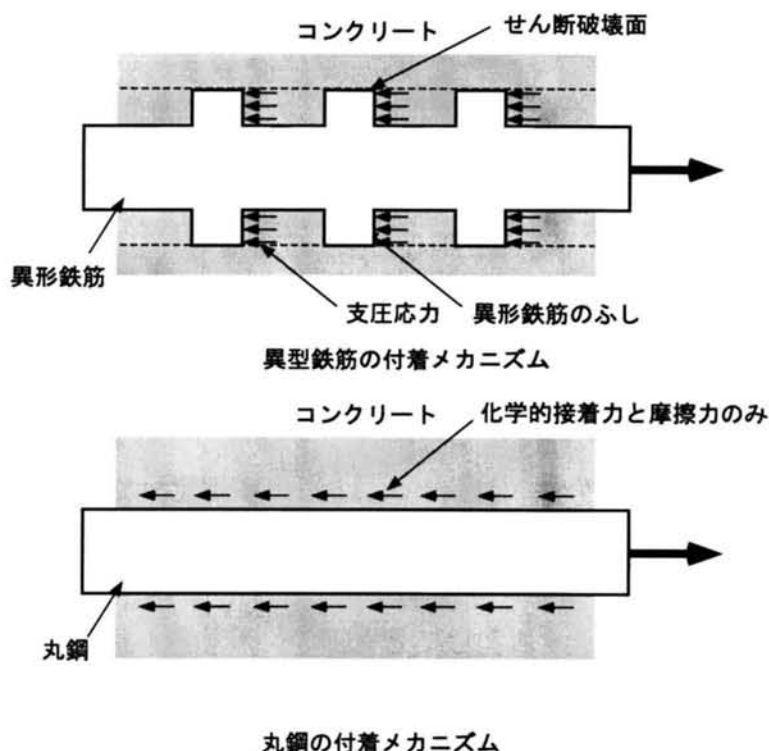 コンクリート
せん断破壊面
異形鉄筋
支圧応力
異形鉄筋のふし
異型鉄筋の付着メカニズム
コンクリート
化学的接着力と摩擦力のみ
丸鋼
丸鋼の付着メカニズム